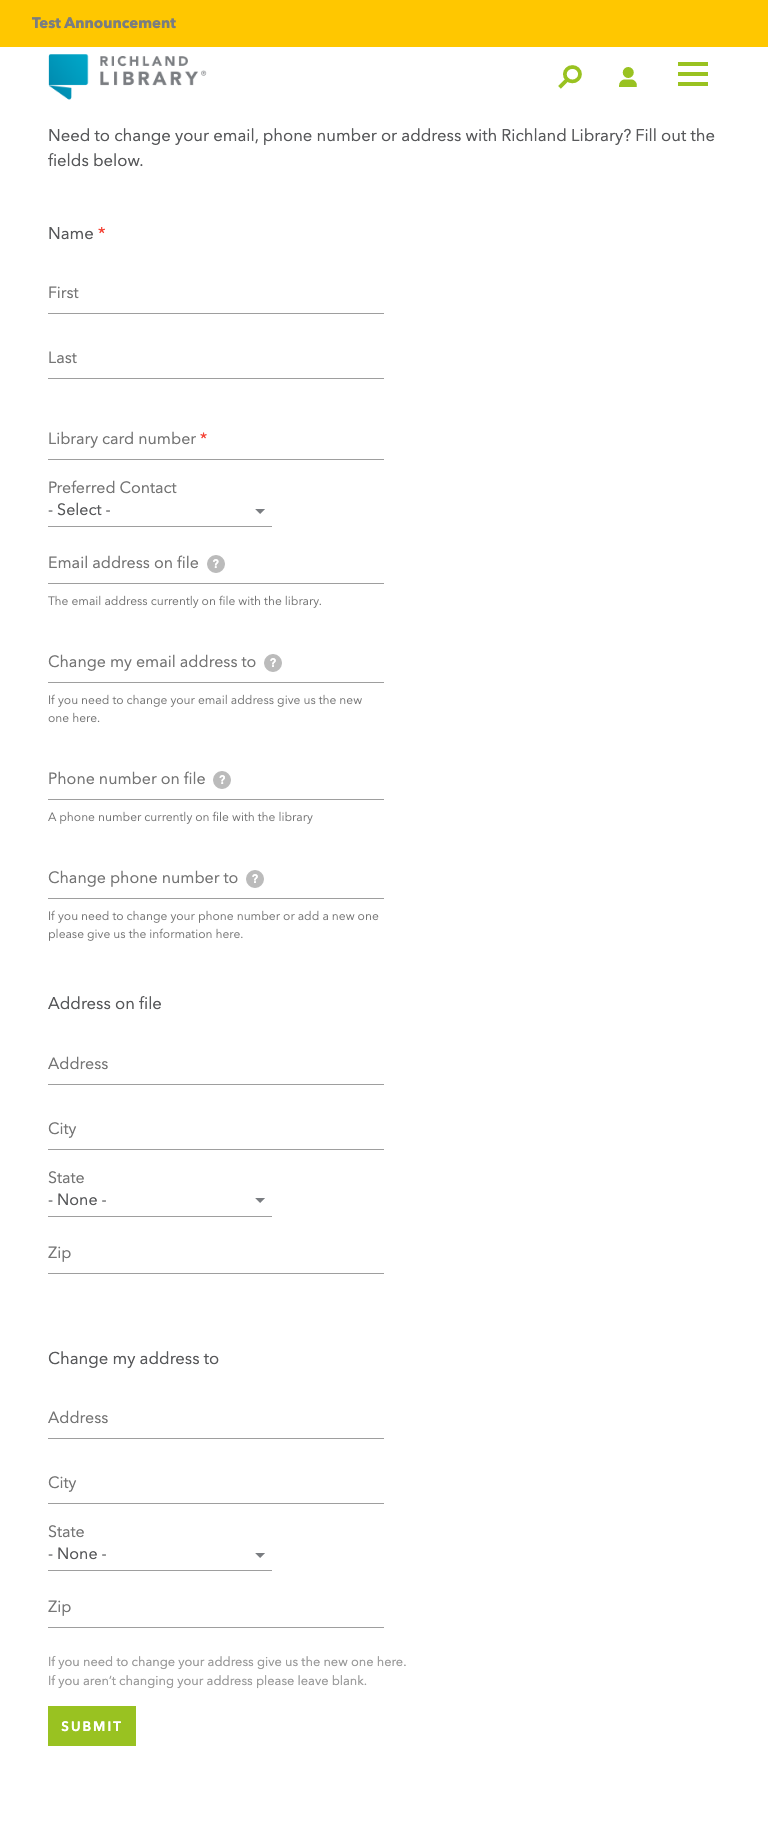 Test Announcement
RICHLAND
LIBRARY®
Need to change your email, phone number or address with Richland Library? Fill out the
fields below.
Name *
First
Last
Library card number *
Preferred Contact
- Select -
Email address on file ?
The email address currently on file with the library.
Change my email address to ?
If you need to change your email address give us the new
one here.
Phone number on file ?
A phone number currently on file with the library
Change phone number to ?
If you need to change your phone number or add a new one
please give us the information here.
Address on file
Address
City
State
- None -
Zip
Change my address to
Address
City
State
- None -
Zip
If you need to change your address give us the new one here.
If you aren’t changing your address please leave blank.
SUBMIT